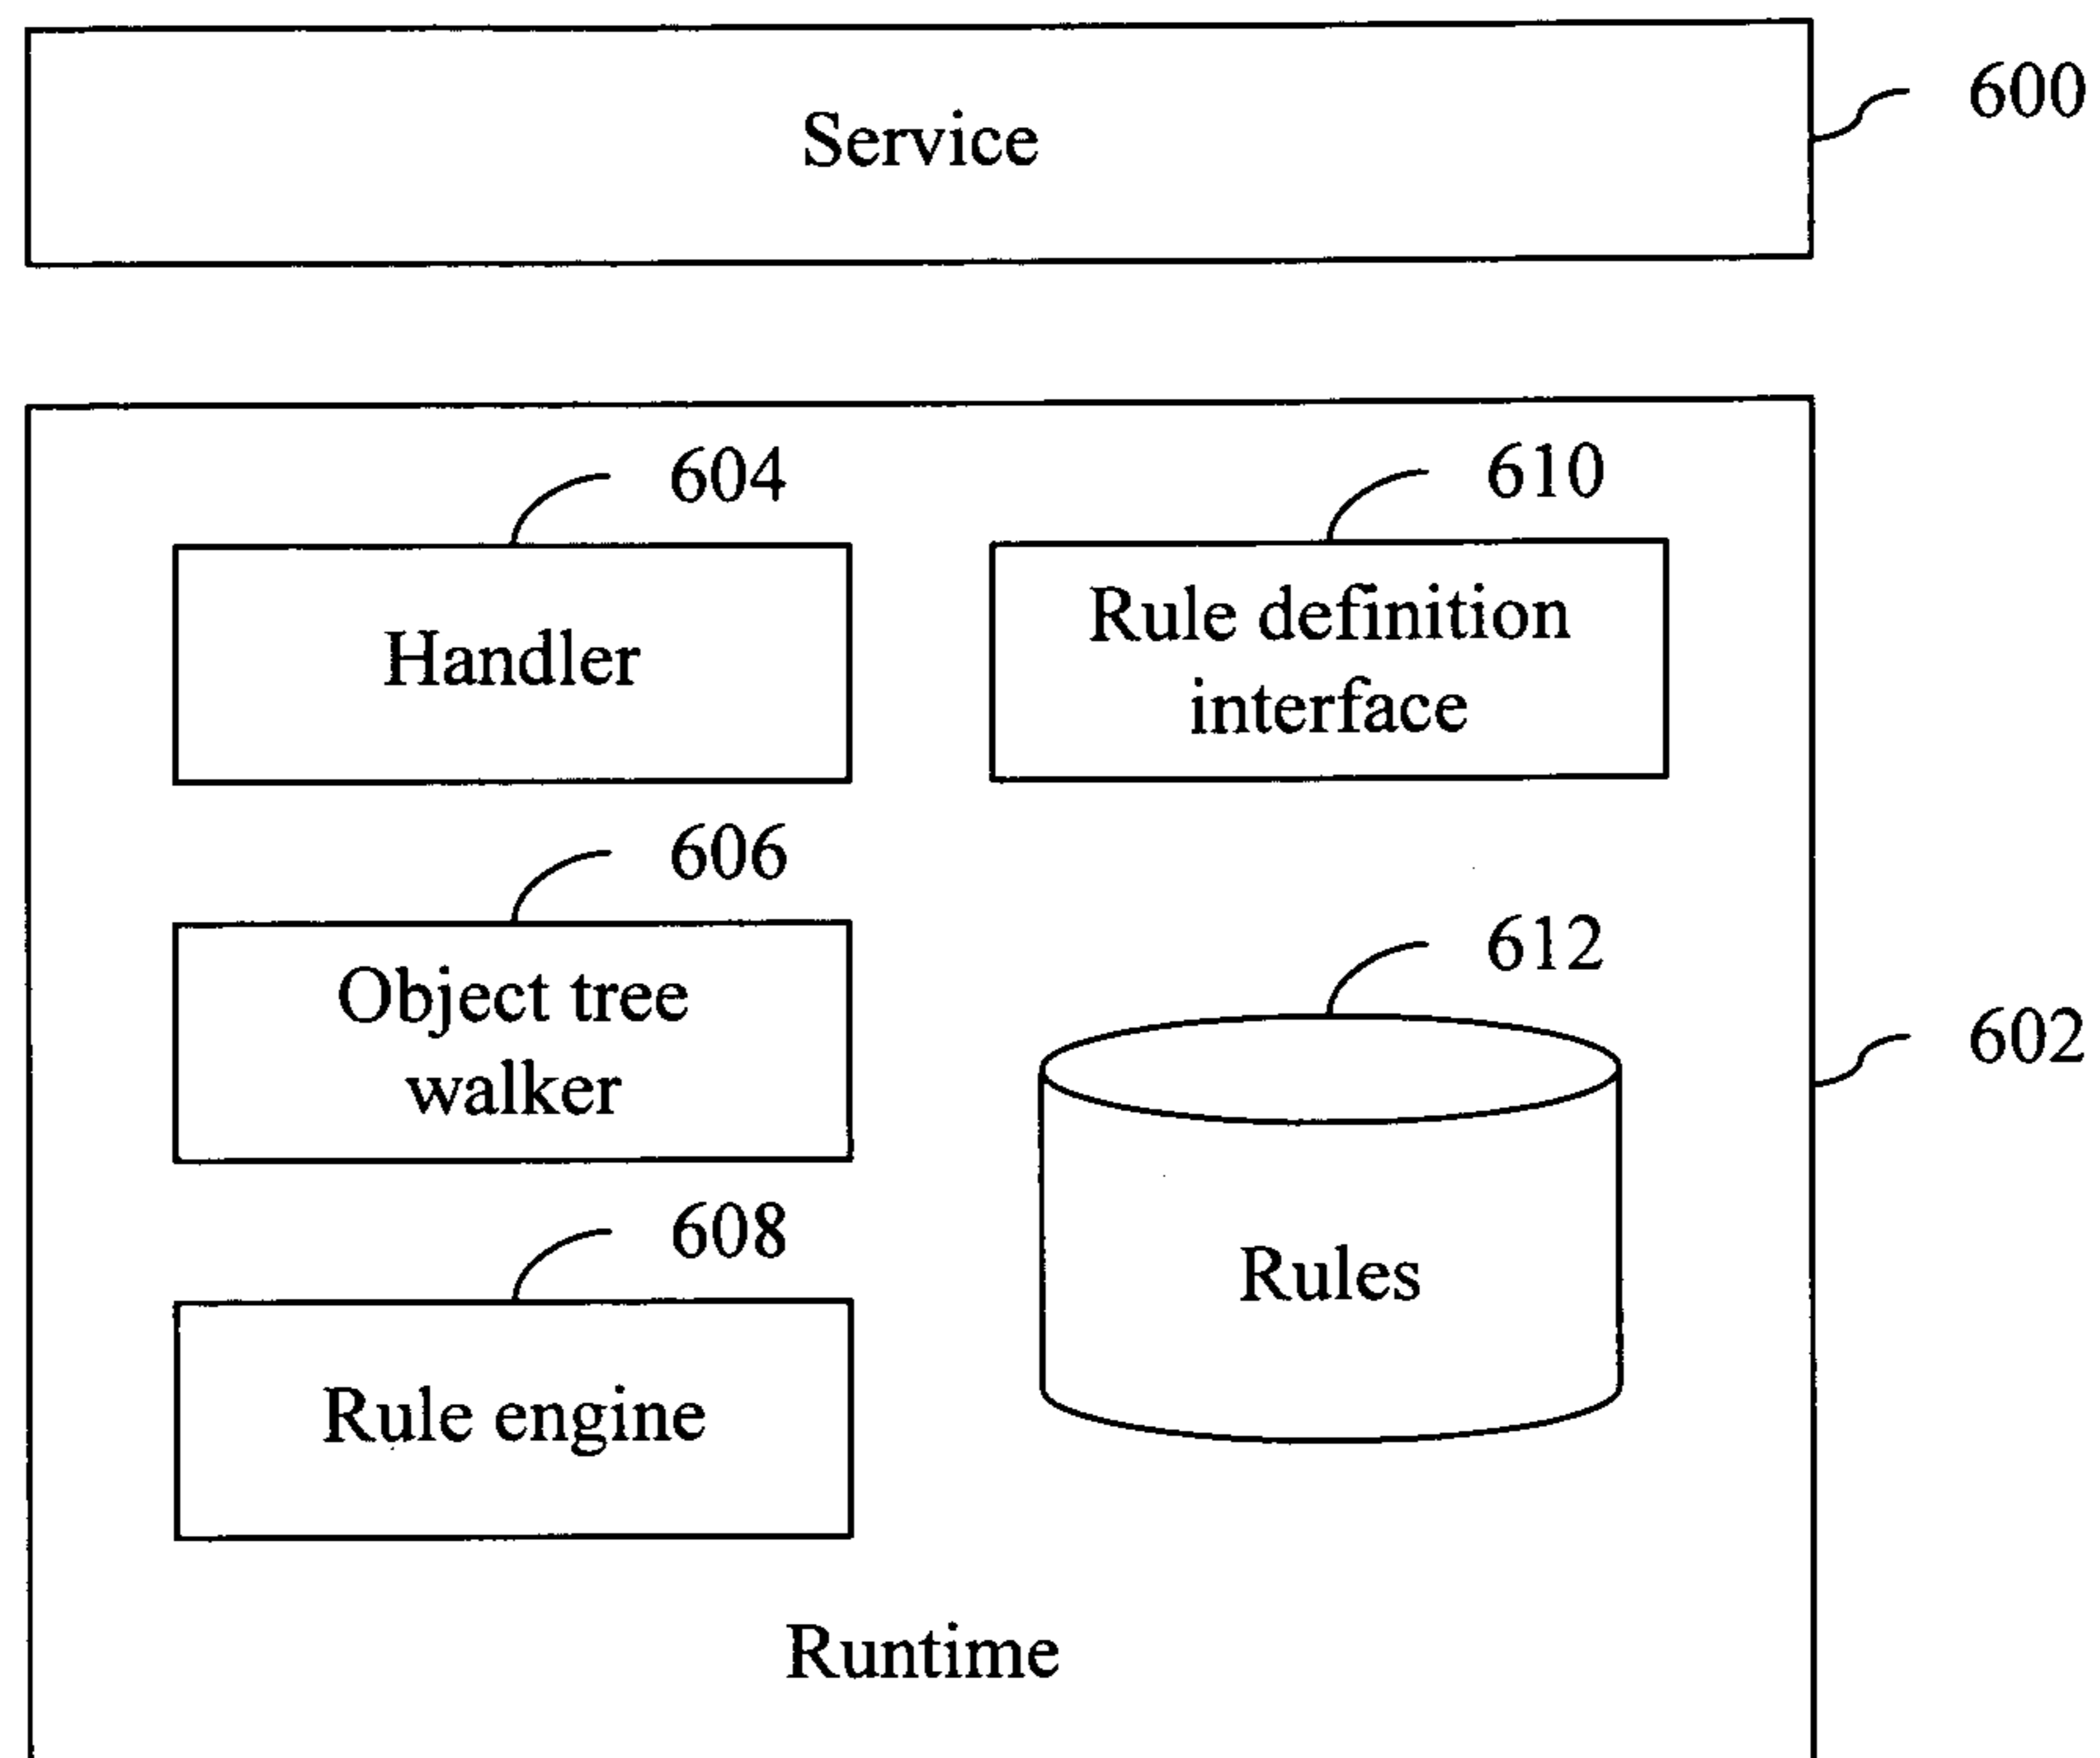 Service
600
604
610
Handler
Rule definition
interface
606
Object tree
walker
612
602
608
Rules
Rule engine
Runtime